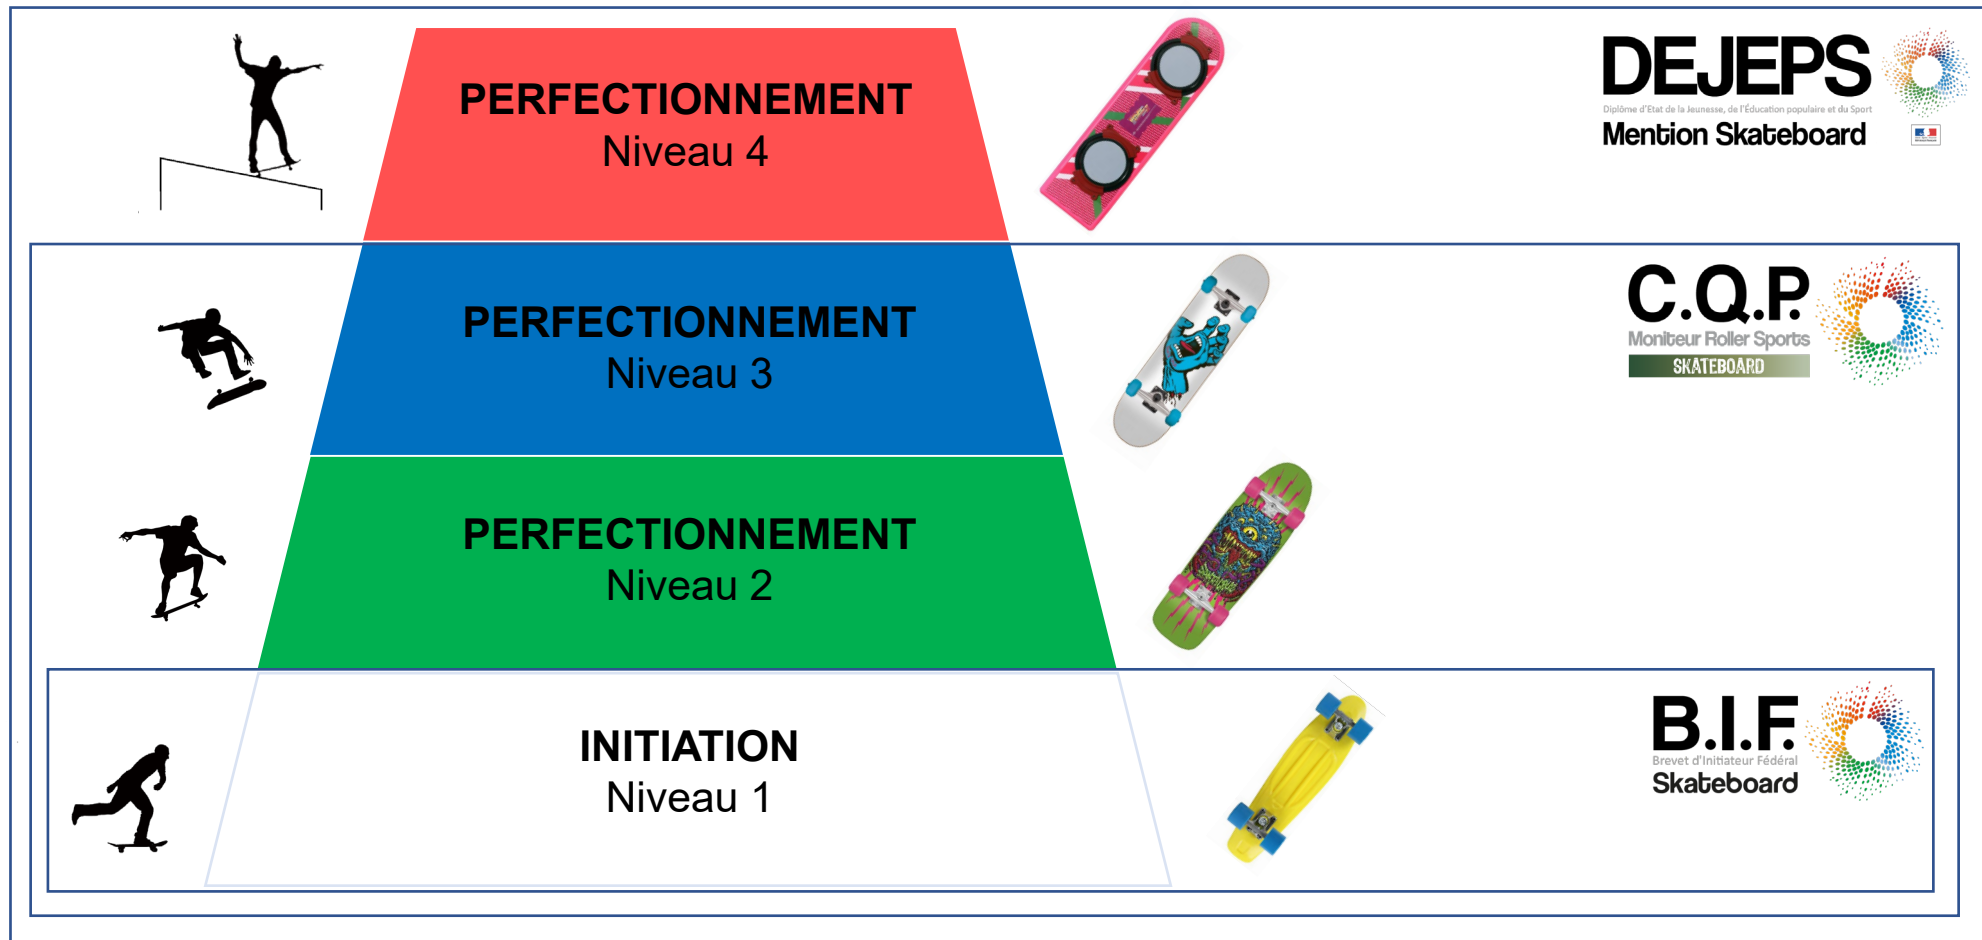 PERFECTIONNEMENT
Niveau 4
DEJEPS
Diplôme d'Etat de la Jeunesse, de l'Éducation populaire et du Sport
Mention Skateboard
PERFECTIONNEMENT
Niveau 3
C.Q.P.
Moniteur Roller Sports
SKATEBOARD
PERFECTIONNEMENT
Niveau 2
INITIATION
Niveau 1
B.I.F.
Brevet d'Initiateur Fédéral
Skateboard